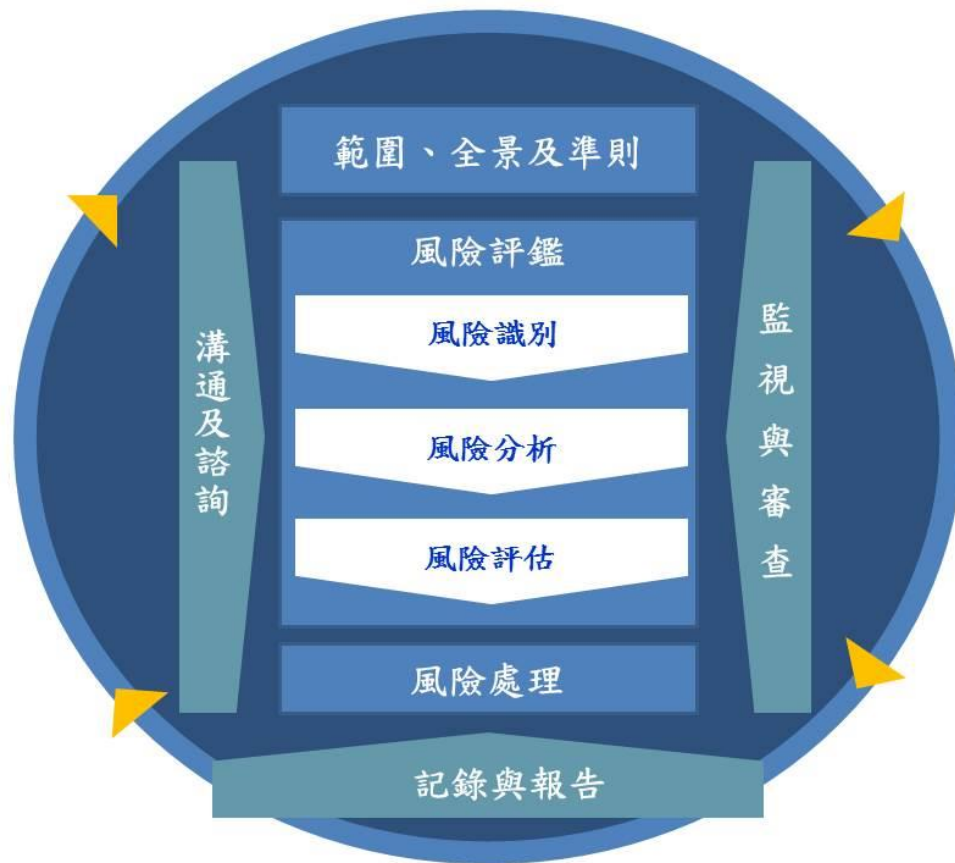 範圍、全景及準則
風險評鑑
風險識別
風險分析
風險評估
風險處理
溝通及諮詢
監視與審查
記錄與報告